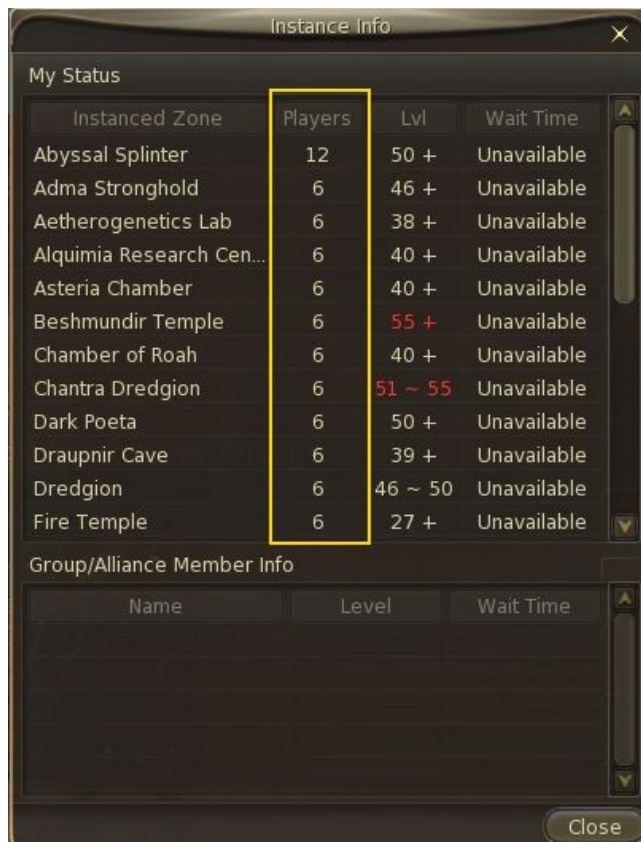 Instance Info
My Status
Instanced Zone Players Lvl Wait Time
Abyssal Splinter 12 50 + Unavailable
Adma Stronghold 6 46 + Unavailable
Aetherogenetics Lab 6 38 + Unavailable
Alquimia Research Cen... 6 40 + Unavailable
Asteria Chamber 6 40 + Unavailable
Beshmundir Temple 6 55 + Unavailable
Chamber of Roah 6 40 + Unavailable
Chantra Dredgion 6 51 ~ 55 Unavailable
Dark Poeta 6 50 + Unavailable
Draupnir Cave 6 39 + Unavailable
Dredgion 6 46 ~ 50 Unavailable
Fire Temple 6 27 + Unavailable
Group/Alliance Member Info
Name Level Wait Time
Close